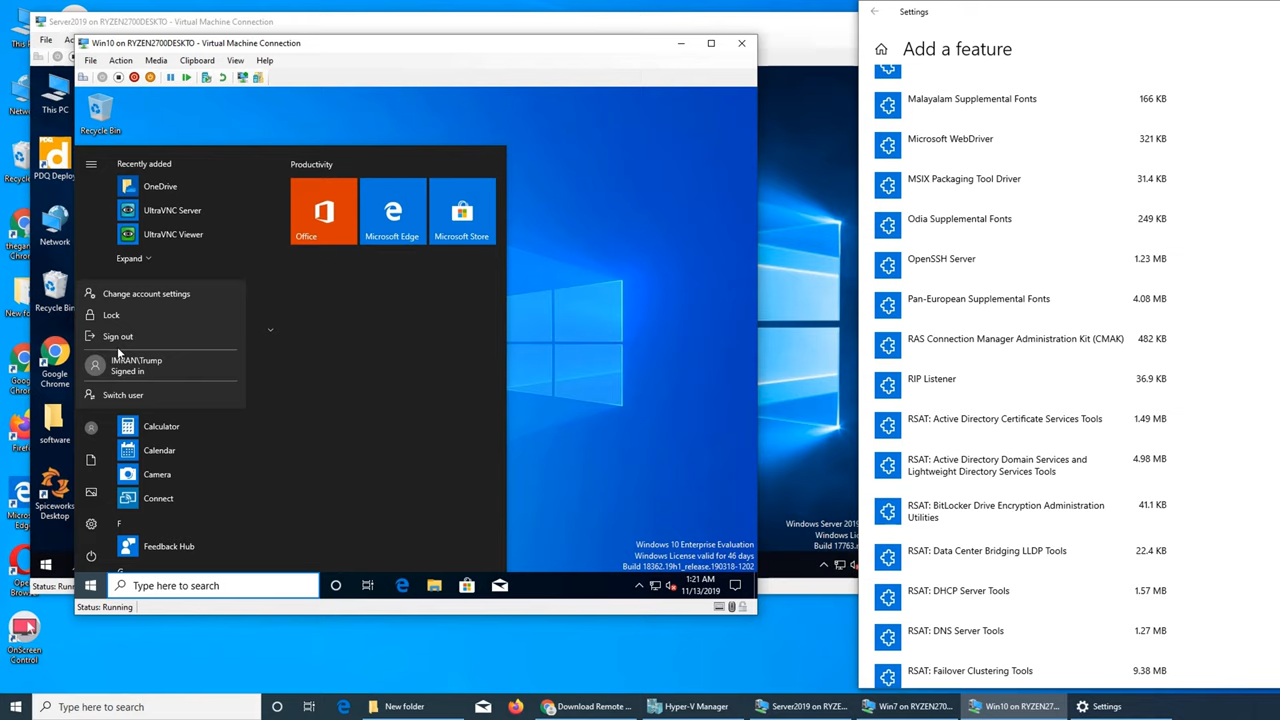 Server2019 on RYZEN2700DESKTO - Virtual Machine Connection
File
Win10 on RYZEN2700DESKTO - Virtual Machine Connection
File Action Media Clipboard View Help
This PC
PDQ Deploy
Network
Recycle Bin
Google
Chrome
software
Spiceworks
Desktop
OnScreen
Control
Recycle Bin
Recently added
OneDrive
UltraVNC Server
UltraVNC Viewer
Expand
Productivity
Office
Microsoft Edge
Microsoft Store
Change account settings
Lock
Sign out
IMRAN\Trump
Signed in
Switch user
Calculator
Calendar
Camera
Connect
F
Feedback Hub
Windows 10 Enterprise Evaluation
Windows License valid for 46 days
Build 18362.19h1_release.190318-1202
Type here to search
1:21 AM
11/13/2019
Status: Running
Windows Server 2019
Build 17763
Settings
Add a feature
Malayalam Supplemental Fonts 166 KB
Microsoft WebDriver 321 KB
MSIX Packaging Tool Driver 31.4 KB
Odia Supplemental Fonts 249 KB
OpenSSH Server 1.23 MB
Pan-European Supplemental Fonts 4.08 MB
RAS Connection Manager Administration Kit (CMAK) 482 KB
RIP Listener 36.9 KB
RSAT: Active Directory Certificate Services Tools 1.49 MB
RSAT: Active Directory Domain Services and
Lightweight Directory Services Tools 4.98 MB
RSAT: BitLocker Drive Encryption Administration
Utilities 41.1 KB
RSAT: Data Center Bridging LLDP Tools 22.4 KB
RSAT: DHCP Server Tools 1.57 MB
RSAT: DNS Server Tools 1.27 MB
RSAT: Failover Clustering Tools 9.38 MB
Type here to search
New folder
Download Remote ...
Hyper-V Manager
Server2019 on RYZE...
Win7 on RYZEN270...
Win10 on RYZEN27...
Settings